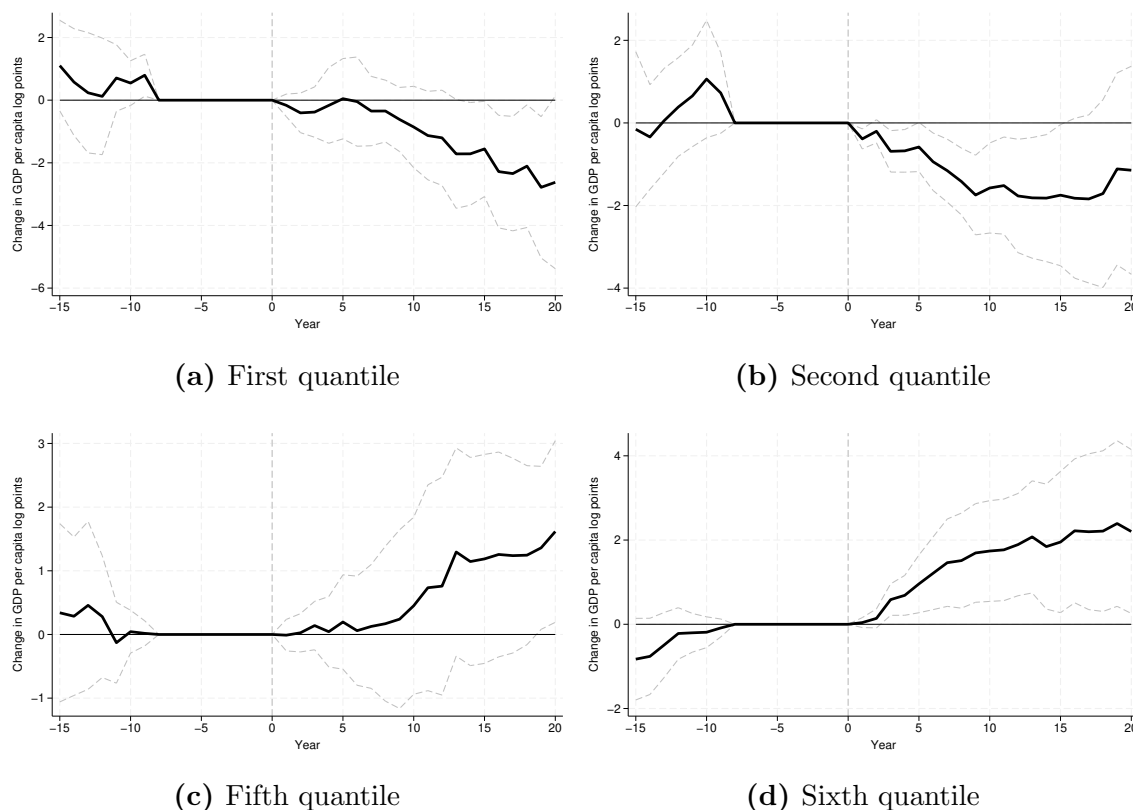 Change in GDP per capita log points
2
0
−2
−4
−6
−15 −10 −5 0 5 10 15 20
Year
(a) First quantile
Change in GDP per capita log points
2
0
−2
−4
−15 −10 −5 0 5 10 15 20
Year
(b) Second quantile
Change in GDP per capita log points
3
2
1
0
−1
−15 −10 −5 0 5 10 15 20
Year
(c) Fifth quantile
Change in GDP per capita log points
4
2
0
−2
−15 −10 −5 0 5 10 15 20
Year
(d) Sixth quantile